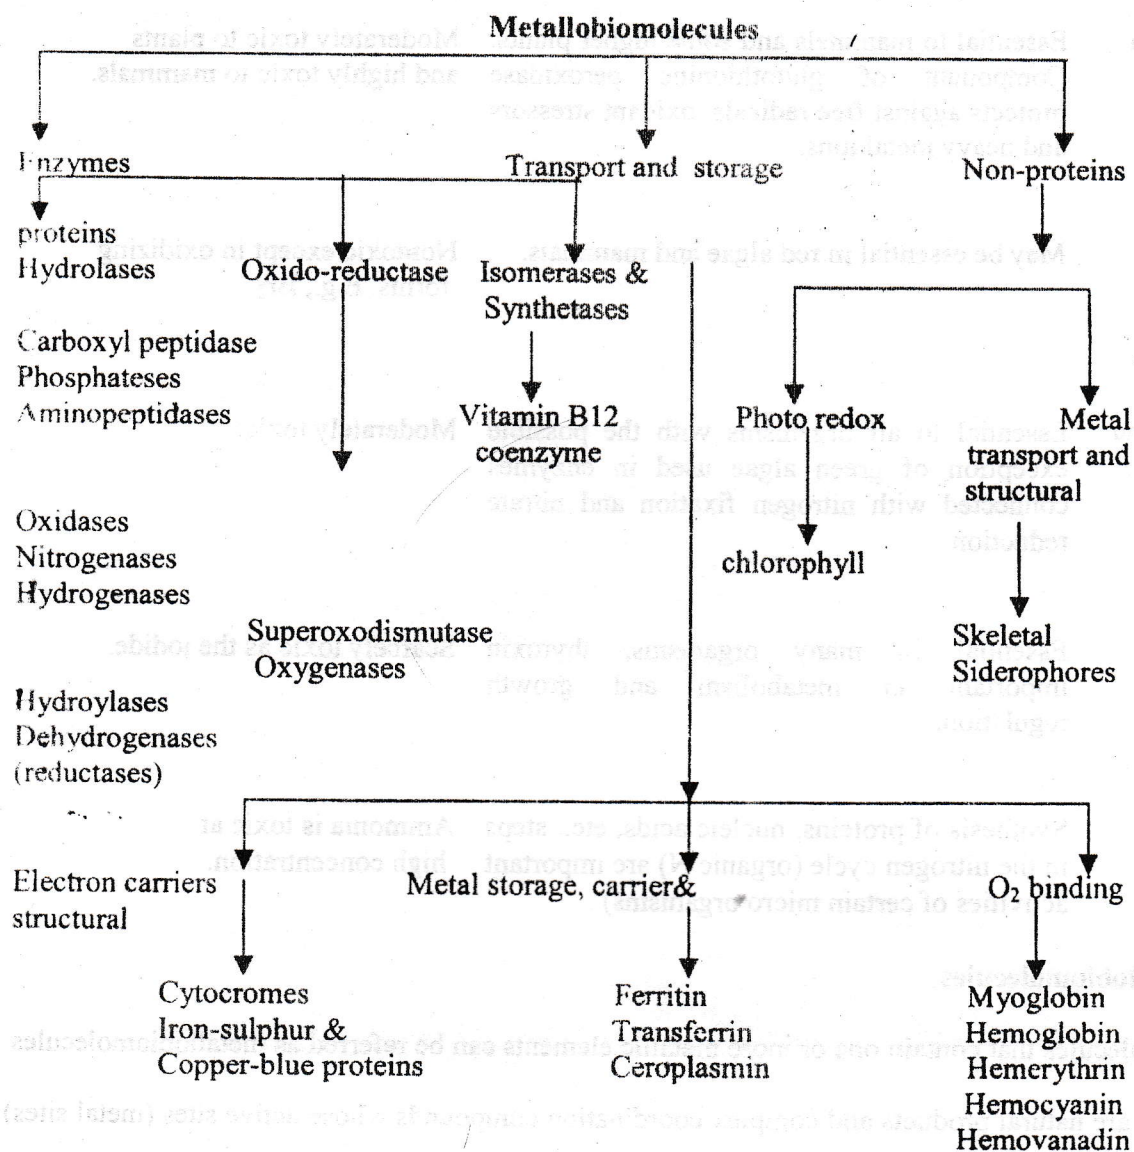 Metallobiomolecules
Enzymes
Transport and storage
Non-proteins
proteins
Hydrolases
Oxido-reductase
Isomerases &
Synthetases
Carboxyl peptidase
Phosphateses
Aminopeptidases
Vitamin B12
coenzyme
Photo redox
Metal
transport and
structural
Oxidases
Nitrogenases
Hydrogenases
chlorophyll
Superoxodismutase
Oxygenases
Skeletal
Siderophores
Hydroylases
Dehydrogenases
(reductases)
Electron carriers
structural
Metal storage, carrier&
O₂ binding
Cytocromes
Iron-sulphur &
Copper-blue proteins
Ferritin
Transferrin
Ceroplasmin
Myoglobin
Hemoglobin
Hemerythrin
Hemocyanin
Hemovanadin